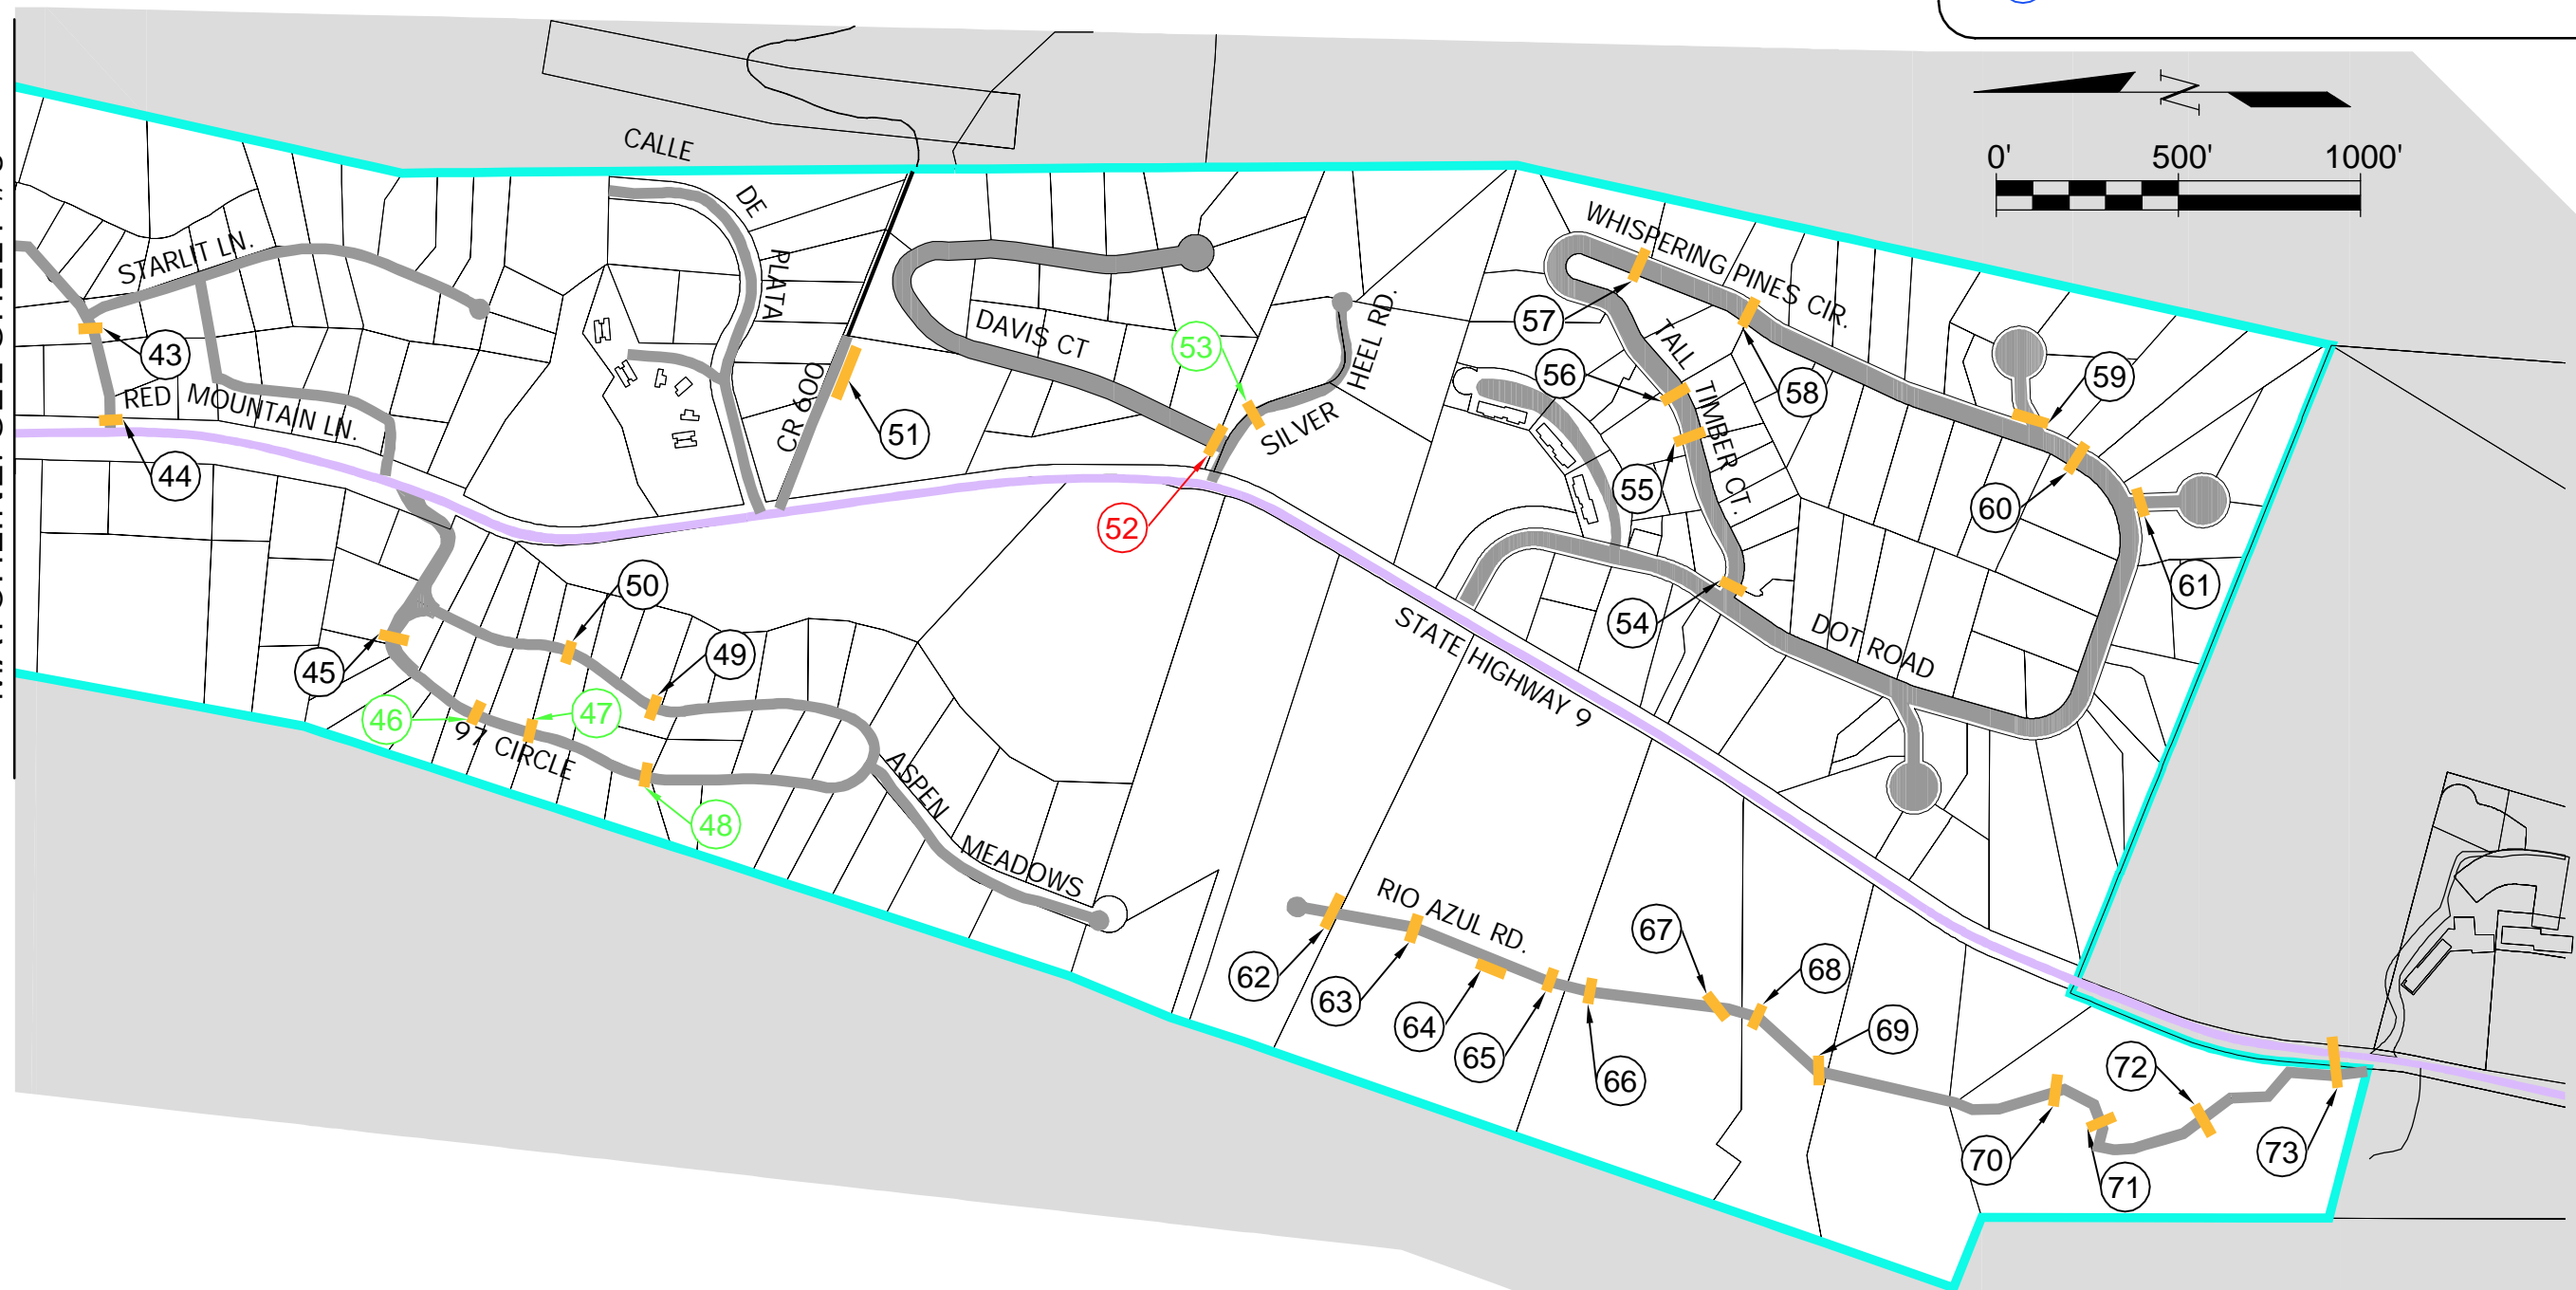 0' 500' 1000'
N
CALLE
DE
PLATA
STARLIT LN.
WHISPERING PINES CIR.
DAVIS CT
HEEL RD.
SILVER
TALL TIMBER CT.
CR 600
RED MOUNTAIN LN.
43
44
45
46
47
48
49
50
51
52
53
54
55
56
57
58
59
60
61
97 CIRCLE
ASPEN MEADOWS
STATE HIGHWAY 9
DOT ROAD
RIO AZUL RD.
62
63
64
65
66
67
68
69
70
71
72
73